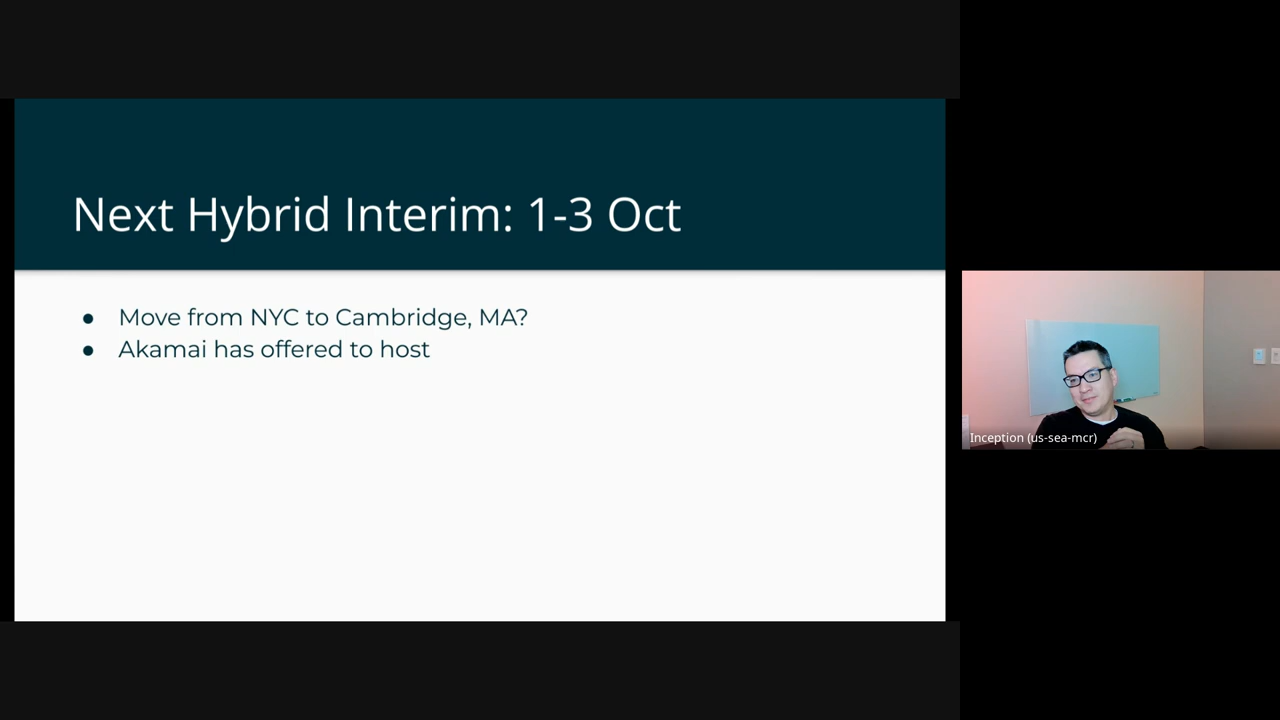 Next Hybrid Interim: 1-3 Oct
● Move from NYC to Cambridge, MA?
● Akamai has offered to host
Inception (us-sea-mcr)